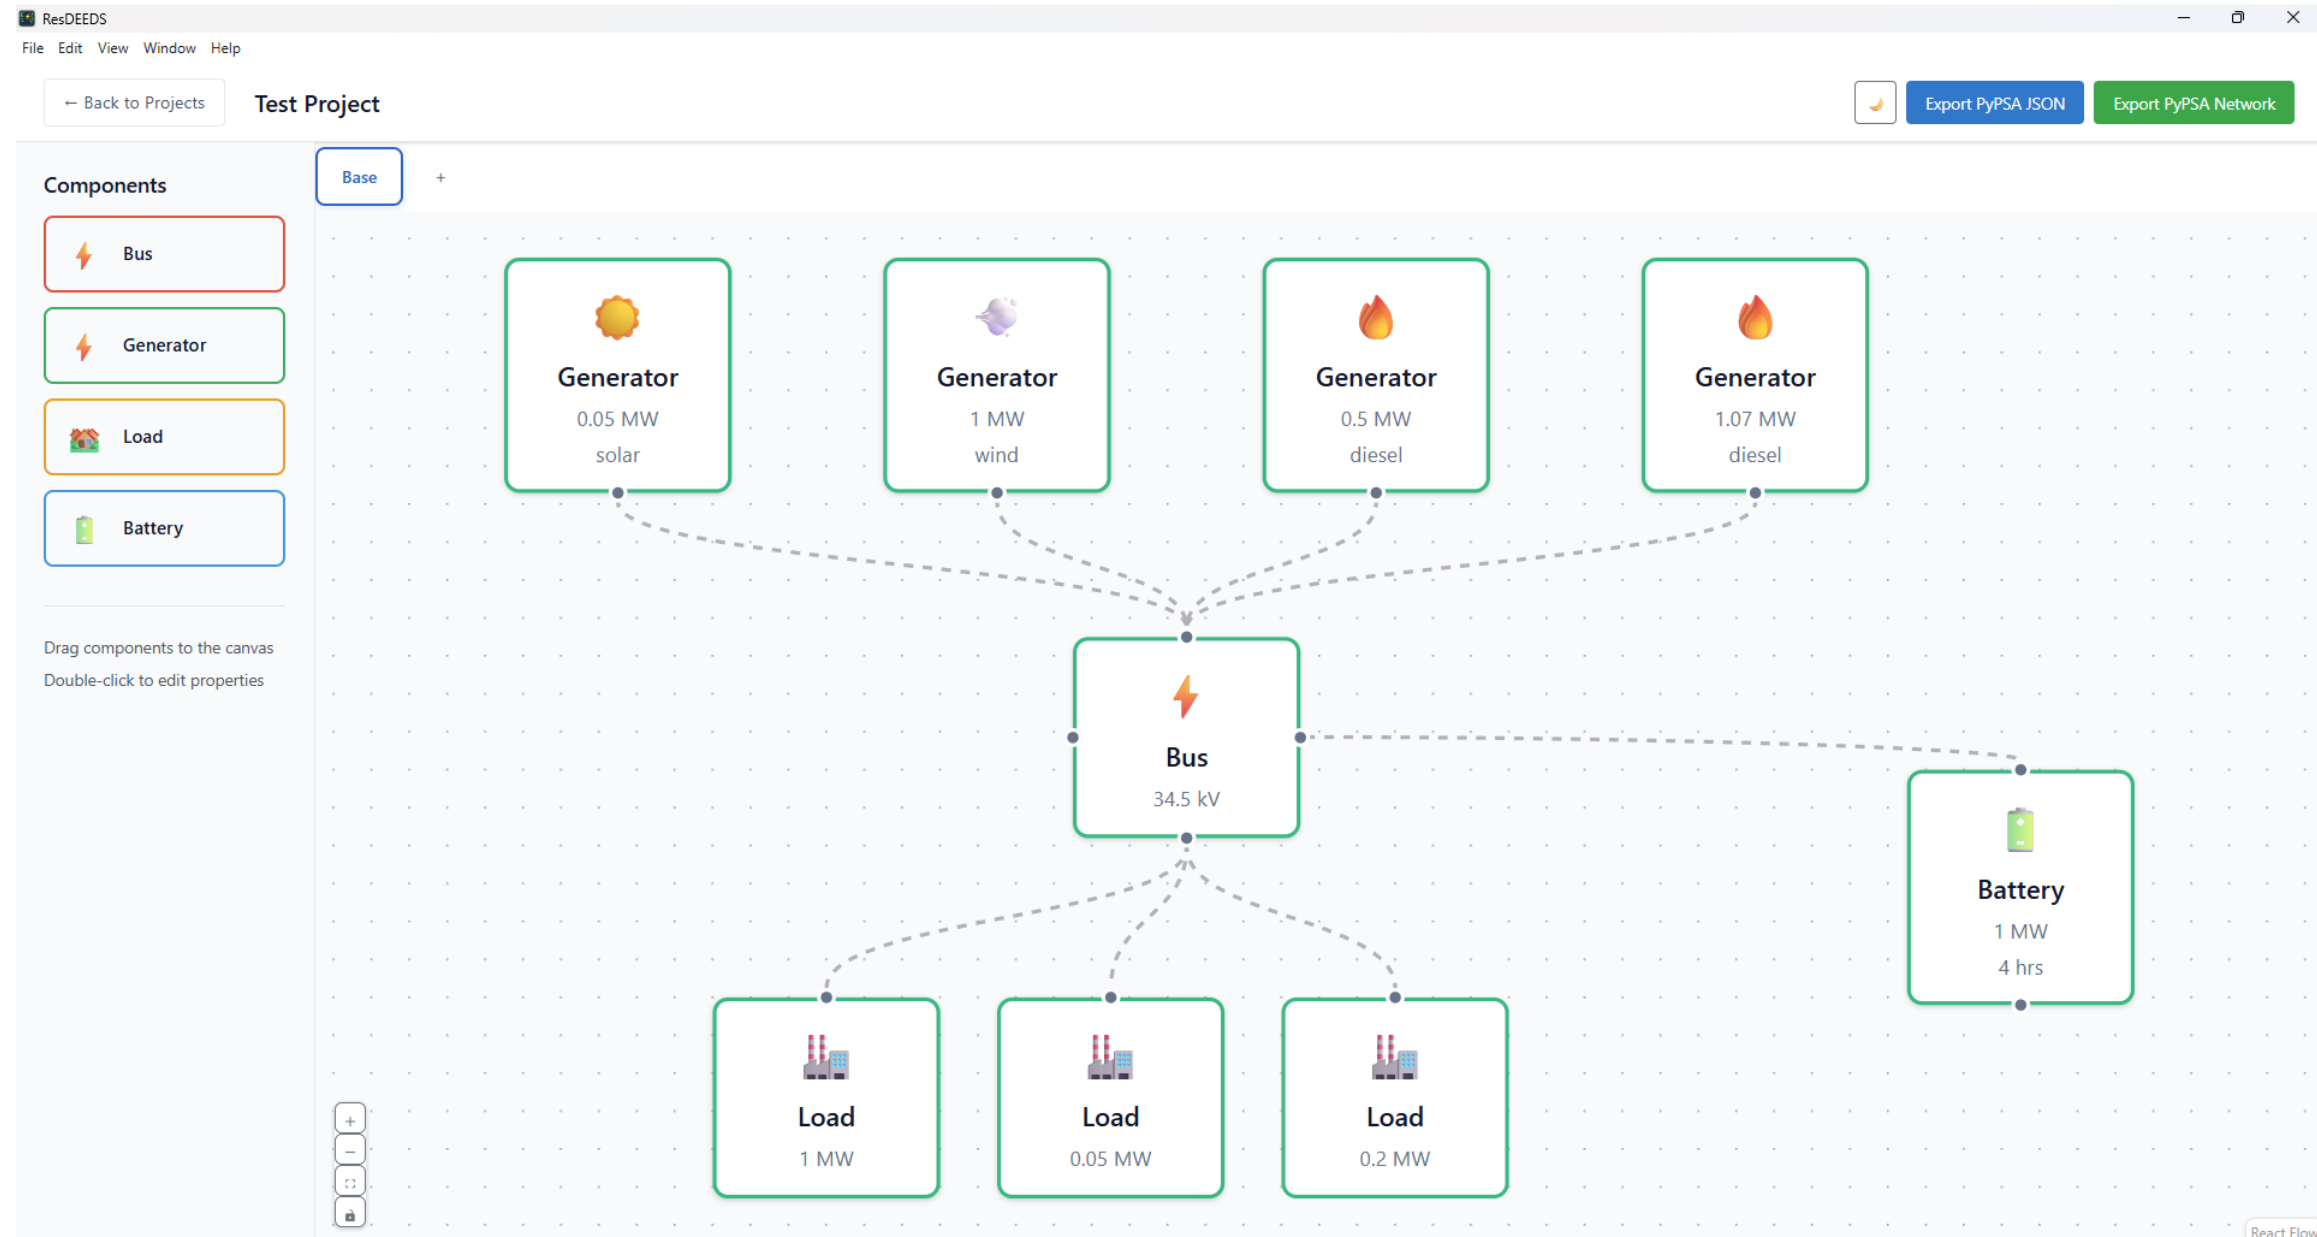 ResDEEDS
File Edit View Window Help
← Back to Projects
Test Project
Export PyPSA JSON
Export PyPSA Network
Components
Bus
Generator
Load
Battery
Drag components to the canvas
Double-click to edit properties
Base
+
Generator
0.05 MW
solar
Generator
1 MW
wind
Generator
0.5 MW
diesel
Generator
1.07 MW
diesel
Bus
34.5 kV
Battery
1 MW
4 hrs
Load
1 MW
Load
0.05 MW
Load
0.2 MW
React Flow